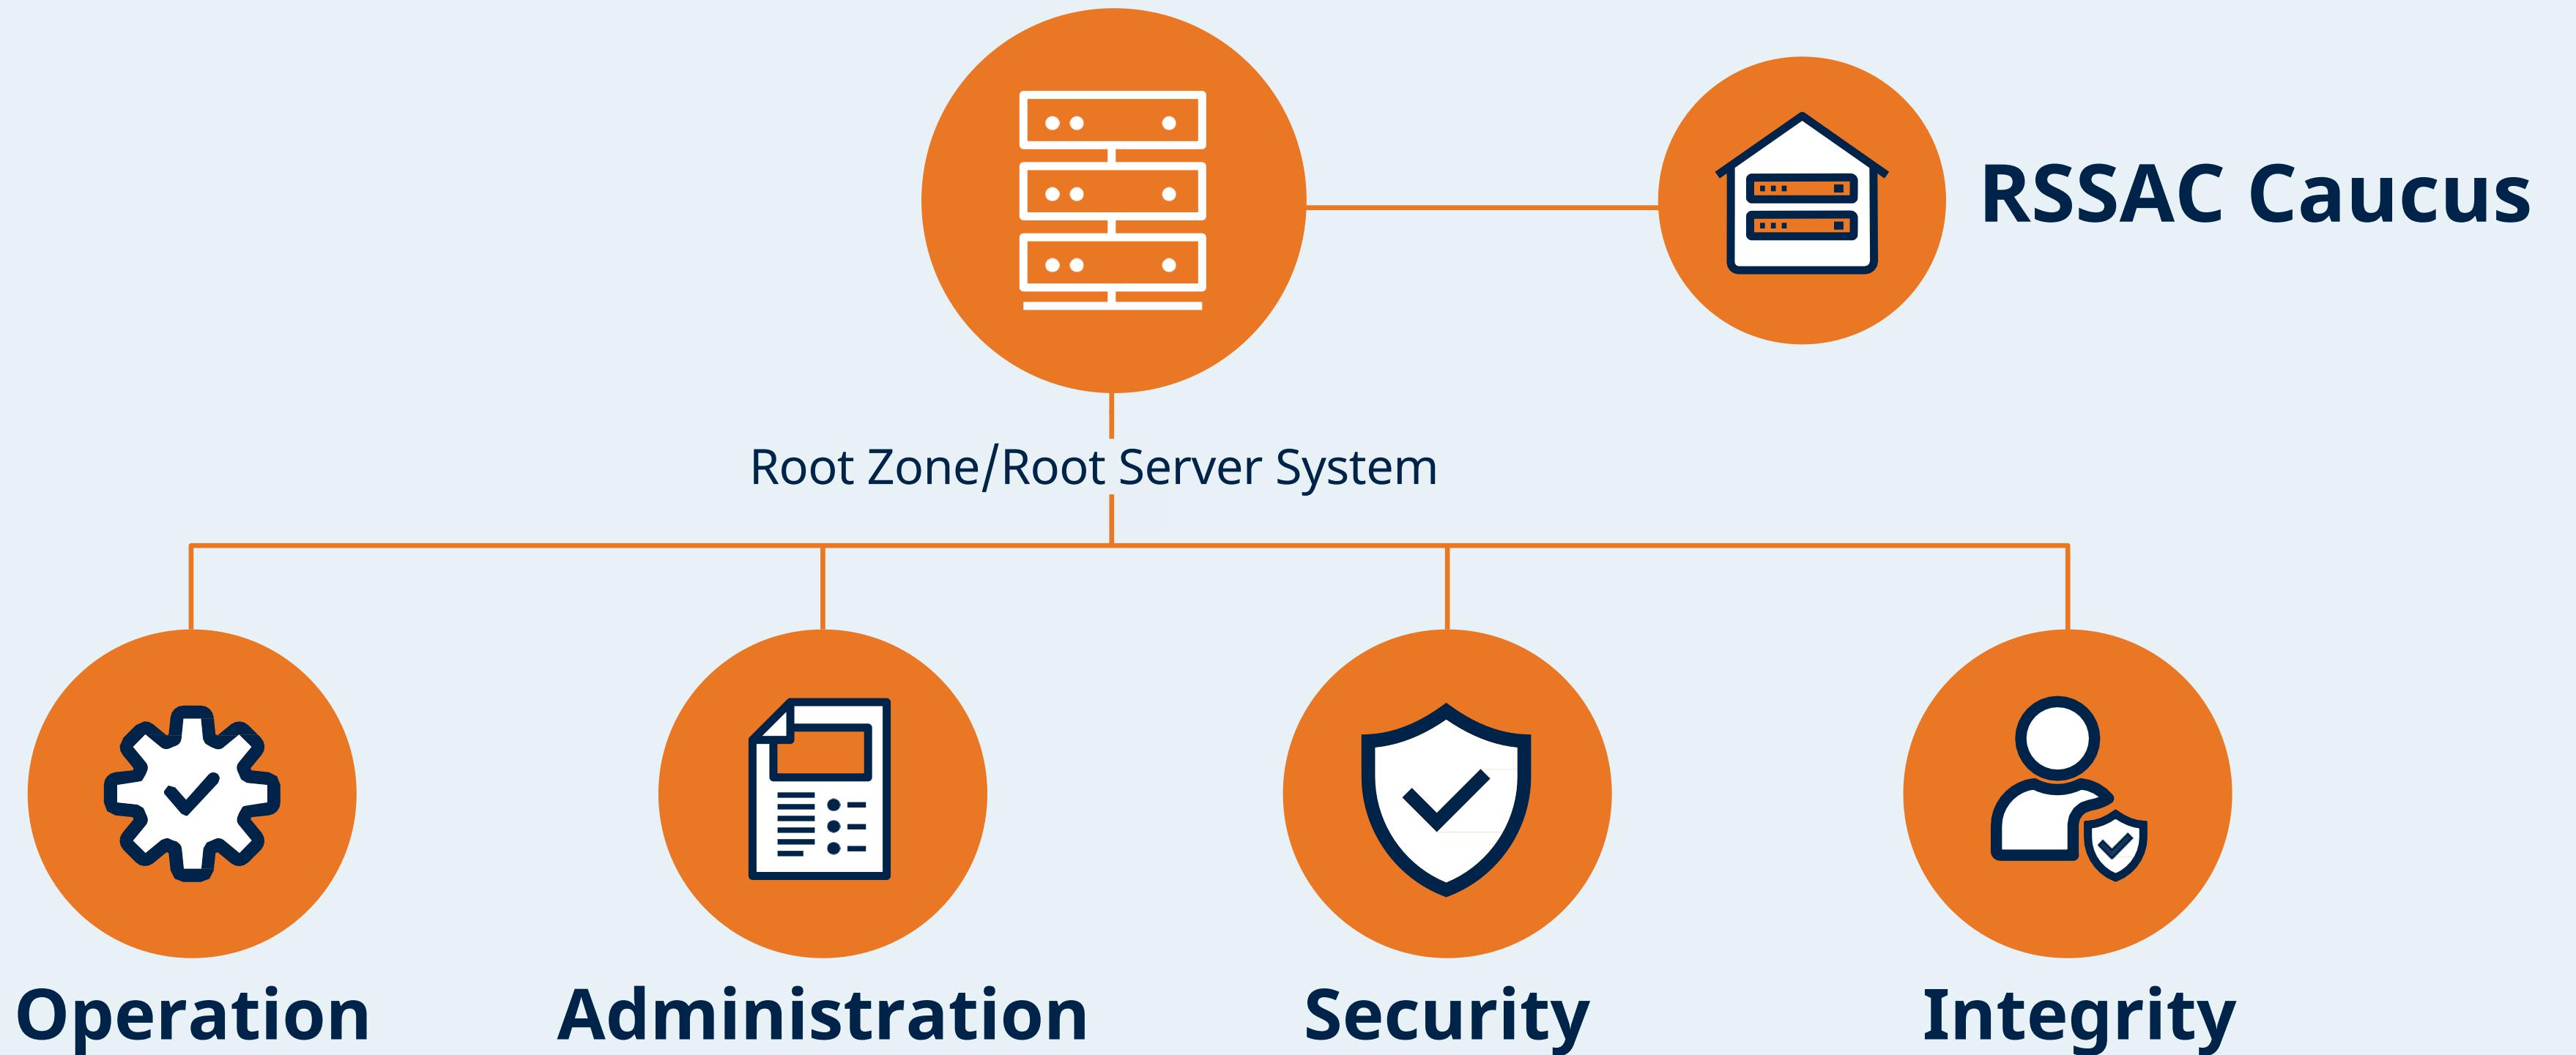 RSSAC Caucus
Root Zone/Root Server System
Operation
Administration
Security
Integrity